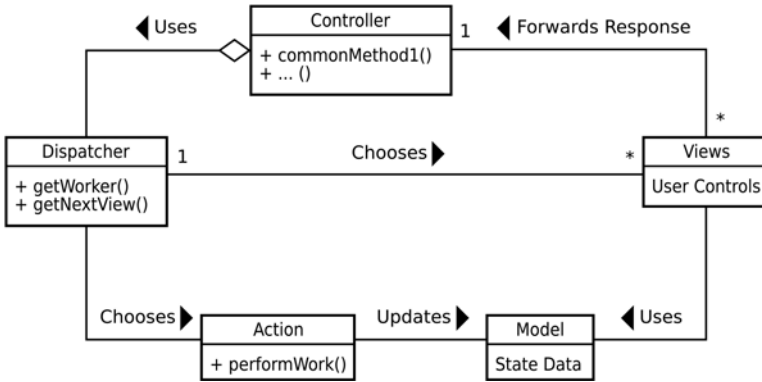 Controller
+ commonMethod1()
+ ... ()
Uses
1
Forwards Response
*
Dispatcher
+ getWorker()
+ getNextView()
1
Chooses
*
Views
User Controls
Chooses
Action
+ performWork()
Updates
Model
State Data
Uses